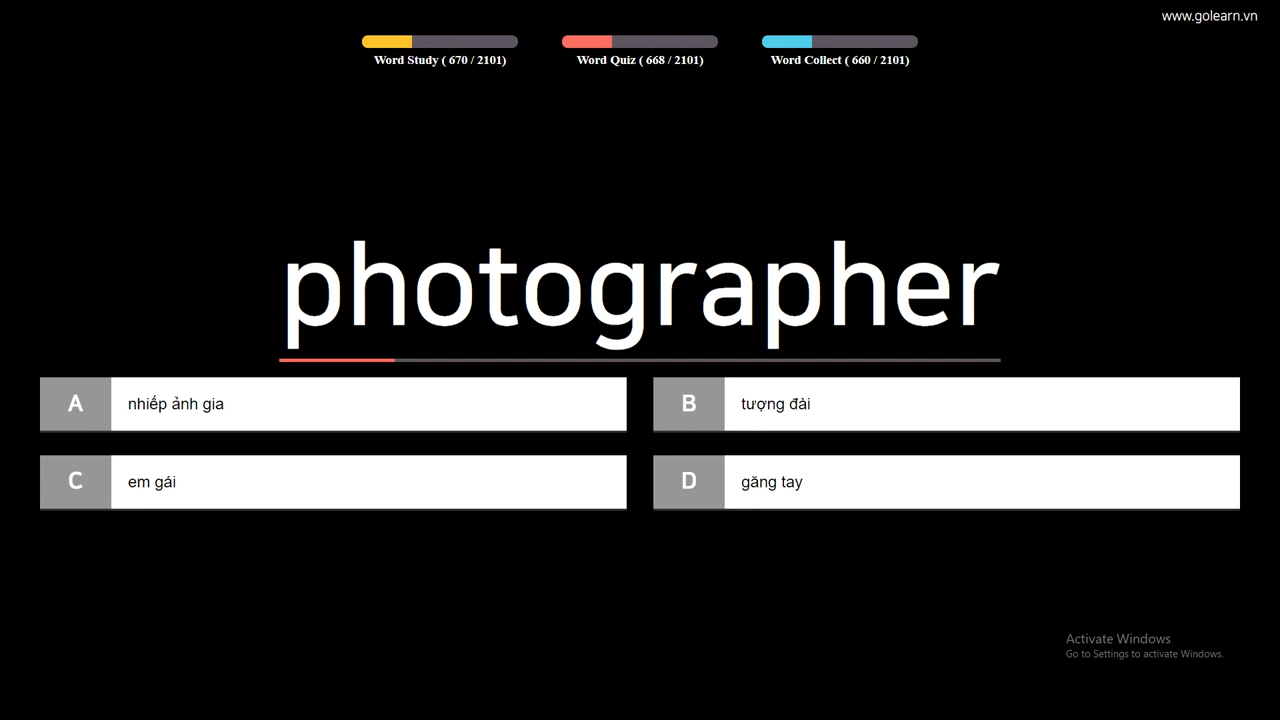 www.golearn.vn
Word Study ( 670 / 2101)
Word Quiz ( 668 / 2101)
Word Collect ( 660 / 2101)
photographer
A nhiếp ảnh gia
B tượng đài
C em gái
D găng tay
Activate Windows
Go to Settings to activate Windows.